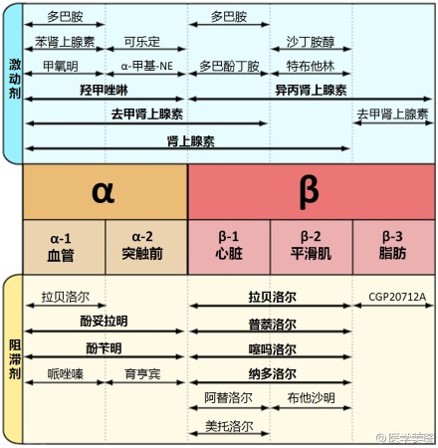 激动剂
多巴胺 多巴胺
苯肾上腺素 可乐定 沙丁胺醇
甲氧明 α-甲基-NE 多巴酚丁胺 特布他林
羟甲唑啉 异丙肾上腺素
去甲肾上腺素 去甲肾上腺素
肾上腺素
α β
α-1 α-2 β-1 β-2 β-3
血管 突触前 心脏 平滑肌 脂肪
阻滞剂
拉贝洛尔 拉贝洛尔 CGP20712A
酚妥拉明 普萘洛尔
酚苄明 噻吗洛尔
哌唑嗪 育亨宾 纳多洛尔
阿替洛尔 布他沙明
美托洛尔
@医学美缝